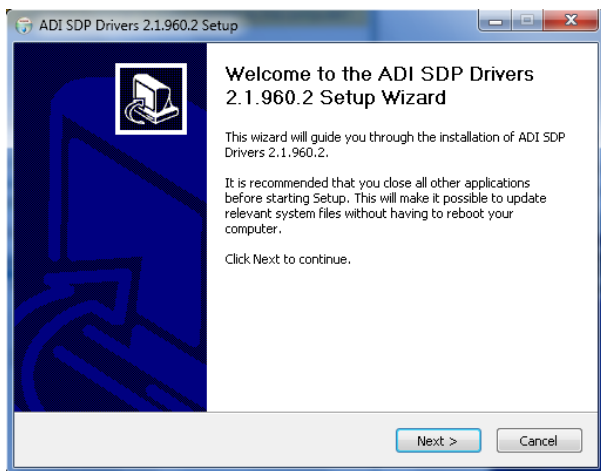 ADI SDP Drivers 2.1.960.2 Setup
Welcome to the ADI SDP Drivers
2.1.960.2 Setup Wizard
This wizard will guide you through the installation of ADI SDP
Drivers 2.1.960.2.
It is recommended that you close all other applications
before starting Setup. This will make it possible to update
relevant system files without having to reboot your
computer.
Click Next to continue.
Next >
Cancel